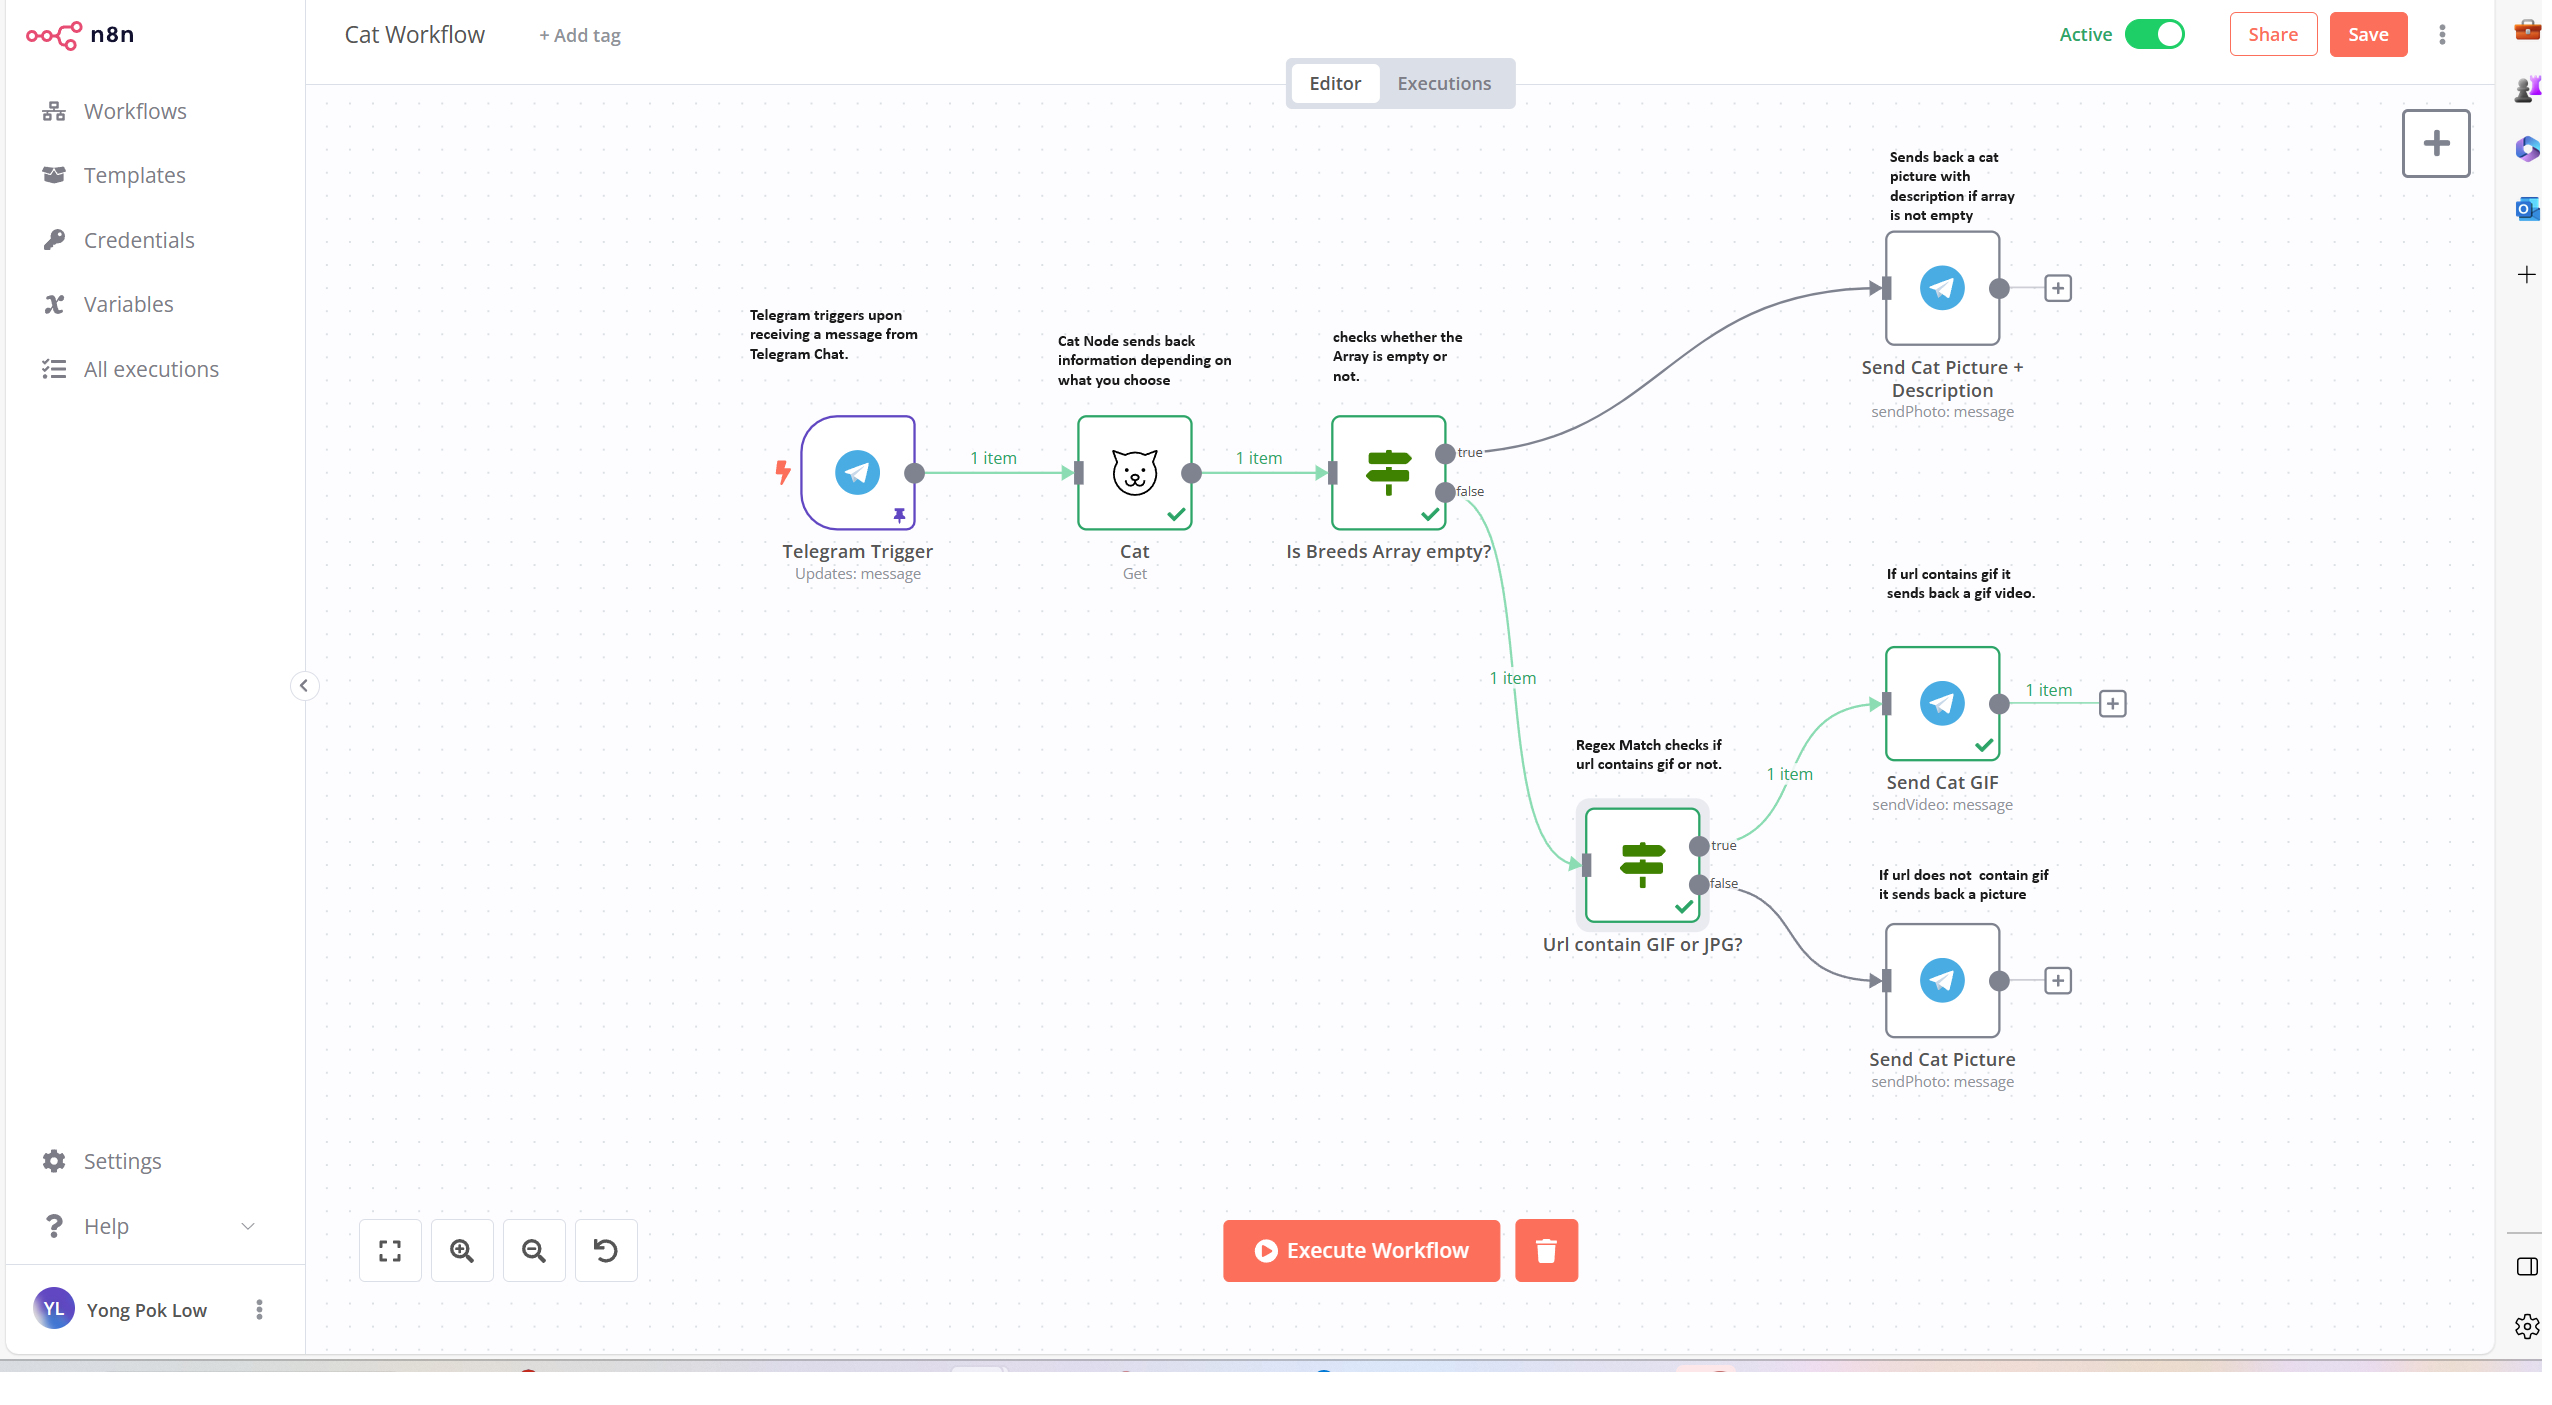 n8n
Cat Workflow
+ Add tag
Active
Share
Save
Editor
Executions
Workflows
Templates
Credentials
Variables
All executions
Sends back a cat
picture with
description if array
is not empty
Send Cat Picture +
Description
sendPhoto: message
Telegram triggers upon
receiving a message from
Telegram Chat.
Cat Node sends back
information depending on
what you choose
checks whether the
Array is empty or
not.
1 item
1 item
true
false
Telegram Trigger
Updates: message
Cat
Get
Is Breeds Array empty?
If url contains gif it
sends back a gif video.
1 item
1 item
Send Cat GIF
sendVideo: message
Regex Match checks if
url contains gif or not.
1 item
true
false
Url contain GIF or JPG?
If url does not  contain gif
it sends back a picture
Send Cat Picture
sendPhoto: message
Settings
Help
Execute Workflow
YL
Yong Pok Low